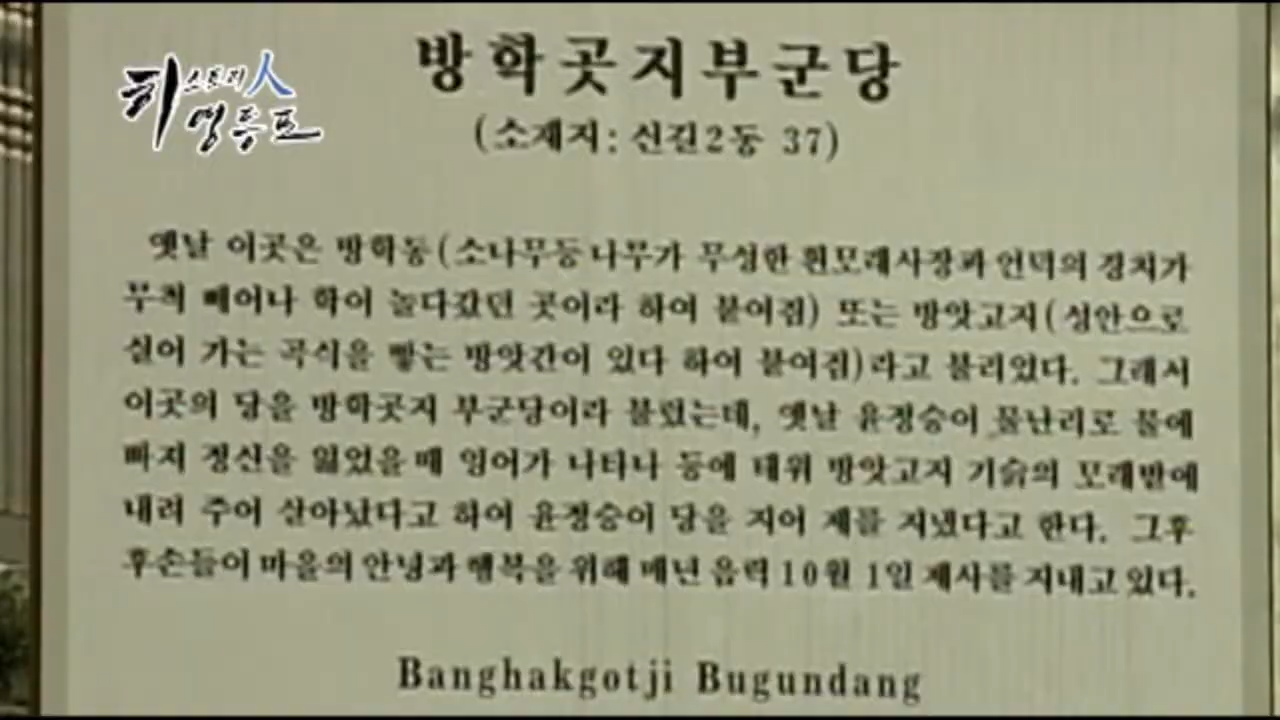 히스토리人
영등포
방학곳지부군당
(소재지: 신길2동 37)
옛날 이곳은 방학동(소나무등나무가 무성한 흰모래사장과 언덕의 경치가
무척 빼어나 학이 놀다갔던 곳이라 하여 붙어짐) 또는 방앗고지(성안으로
실어 가는 곡식을 빻는 방앗간이 있다 하여 붙여짐)라고 불리었다. 그래서
이곳의 당을 방학곳지 부군당이라 불렀는데, 옛날 윤정승이 물난리로 물에
빠지 정신을 잃었을때 잉어가 나타나 등에 태워 방앗고지 기슭의 모래밭에
내려 주어 살아났다고 하여 윤정승이 당을 지어 제를 지냈다고 한다. 그후
후손들이 마을의 안녕과 행복을 위해 매년 음력 10월 1일 제사를 지내고 있다.
Banghakgotji Bugundang